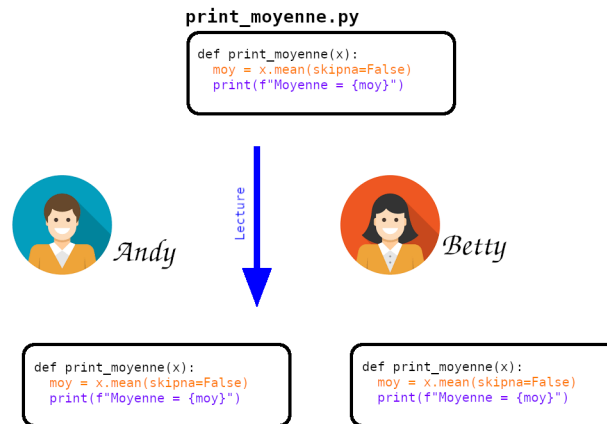 print_moyenne.py
def print_moyenne(x):
moy = x.mean(skipna=False)
print(f"Moyenne = {moy}")
Lecture
Andy
Betty
def print_moyenne(x):
moy = x.mean(skipna=False)
print(f"Moyenne = {moy}")
def print_moyenne(x):
moy = x.mean(skipna=False)
print(f"Moyenne = {moy}")